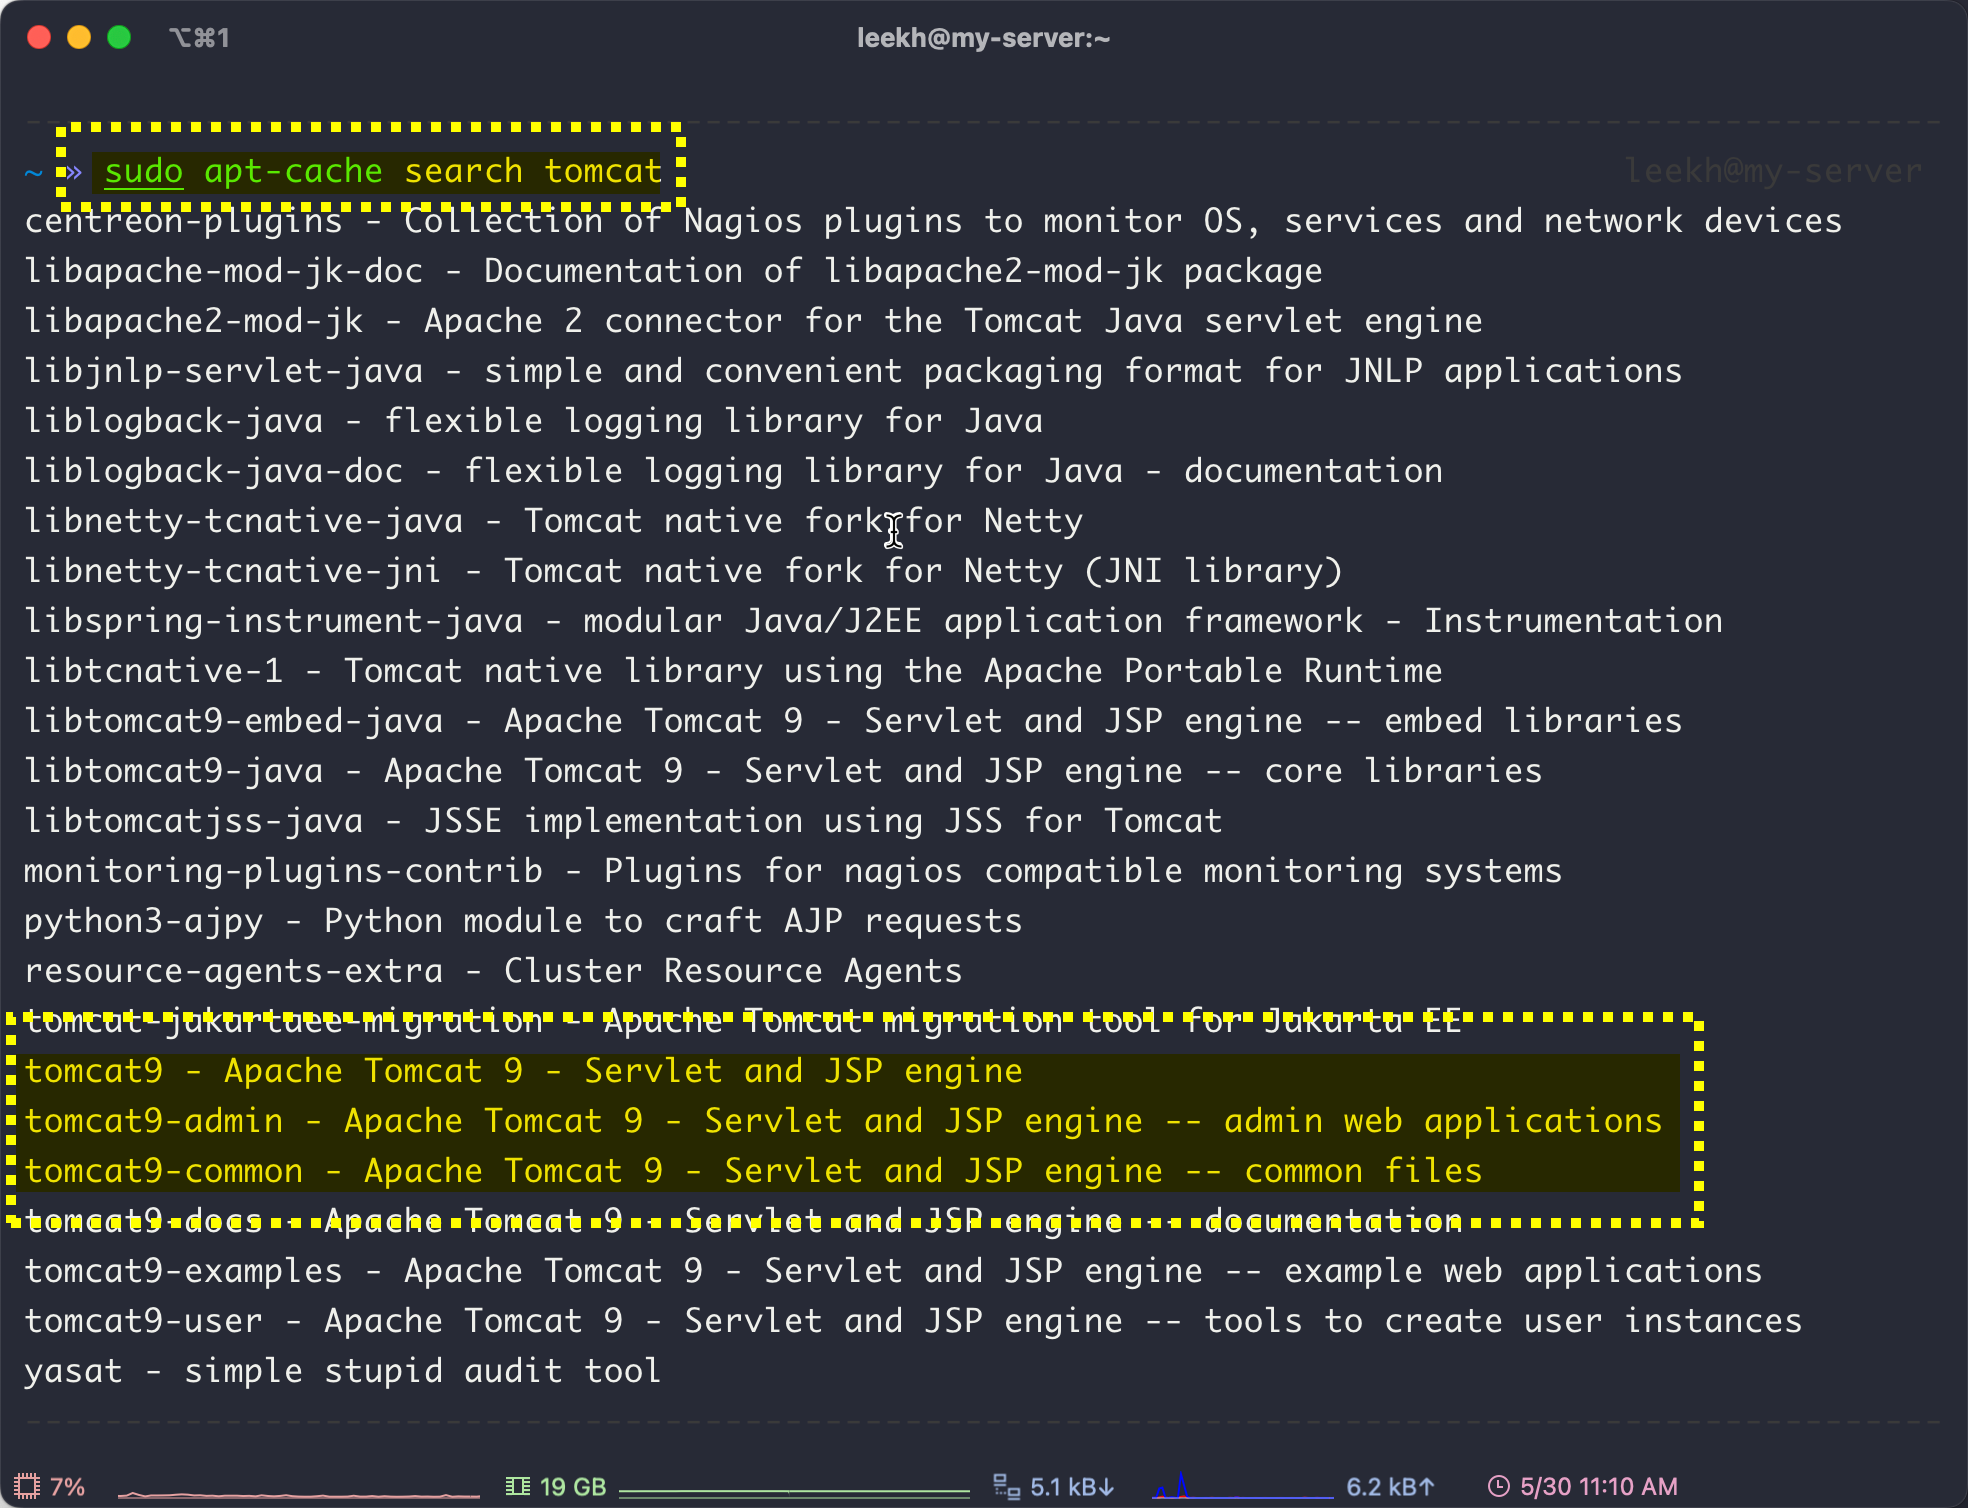 ⌥⌘1
leekh@my-server:~
~ » sudo apt-cache search tomcat leekh@my-server
centreon-plugins - Collection of Nagios plugins to monitor OS, services and network devices
libapache-mod-jk-doc - Documentation of libapache2-mod-jk package
libapache2-mod-jk - Apache 2 connector for the Tomcat Java servlet engine
libjnlp-servlet-java - simple and convenient packaging format for JNLP applications
liblogback-java - flexible logging library for Java
liblogback-java-doc - flexible logging library for Java - documentation
libnetty-tcnative-java - Tomcat native fork for Netty
libnetty-tcnative-jni - Tomcat native fork for Netty (JNI library)
libspring-instrument-java - modular Java/J2EE application framework - Instrumentation
libtcnative-1 - Tomcat native library using the Apache Portable Runtime
libtomcat9-embed-java - Apache Tomcat 9 - Servlet and JSP engine -- embed libraries
libtomcat9-java - Apache Tomcat 9 - Servlet and JSP engine -- core libraries
libtomcatjss-java - JSSE implementation using JSS for Tomcat
monitoring-plugins-contrib - Plugins for nagios compatible monitoring systems
python3-ajpy - Python module to craft AJP requests
resource-agents-extra - Cluster Resource Agents
tomcat-jakartaee-migration - Apache Tomcat migration tool for Jakarta EE
tomcat9 - Apache Tomcat 9 - Servlet and JSP engine
tomcat9-admin - Apache Tomcat 9 - Servlet and JSP engine -- admin web applications
tomcat9-common - Apache Tomcat 9 - Servlet and JSP engine -- common files
tomcat9-docs - Apache Tomcat 9 - Servlet and JSP engine -- documentation
tomcat9-examples - Apache Tomcat 9 - Servlet and JSP engine -- example web applications
tomcat9-user - Apache Tomcat 9 - Servlet and JSP engine -- tools to create user instances
yasat - simple stupid audit tool
7% 19 GB 5.1 kB↓ 6.2 kB↑ 5/30 11:10 AM